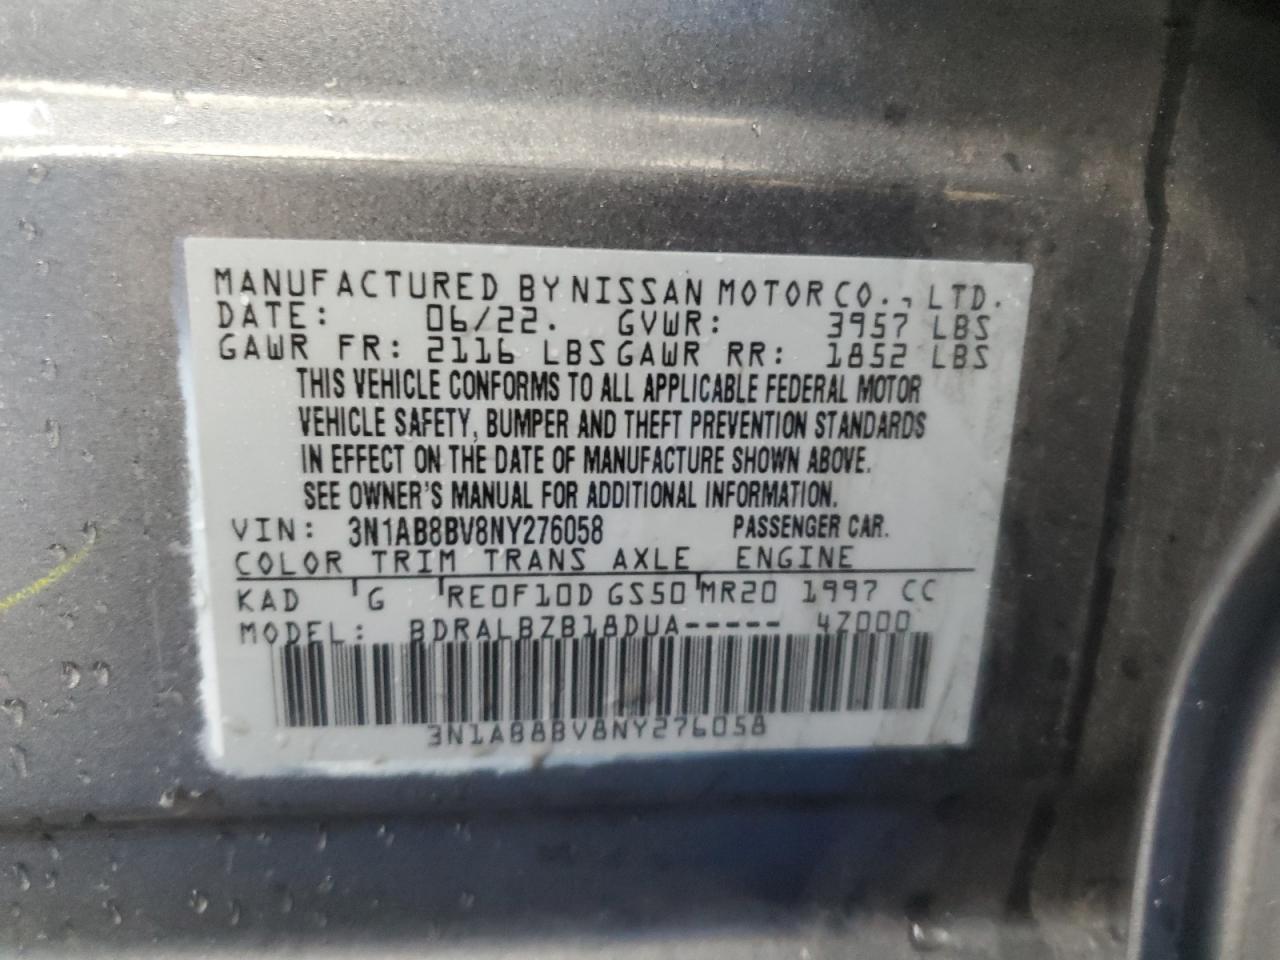 MANUFACTURED BY NISSAN MOTOR CO., LTD.
DATE: 06/22. GVWR: 3957 LBS
GAWR FR: 2116 LBS GAWR RR: 1852 LBS
THIS VEHICLE CONFORMS TO ALL APPLICABLE FEDERAL MOTOR
VEHICLE SAFETY, BUMPER AND THEFT PREVENTION STANDARDS
IN EFFECT ON THE DATE OF MANUFACTURE SHOWN ABOVE.
SEE OWNER'S MANUAL FOR ADDITIONAL INFORMATION.
VIN: 3N1AB8BV8NY276058 PASSENGER CAR.
COLOR TRIM TRANS AXLE ENGINE
KAD G RE0F10D GS50 MR20 1997 CC
MODEL: BDRALBZB18DUA----- 4Z000
3N1AB8BV8NY276058